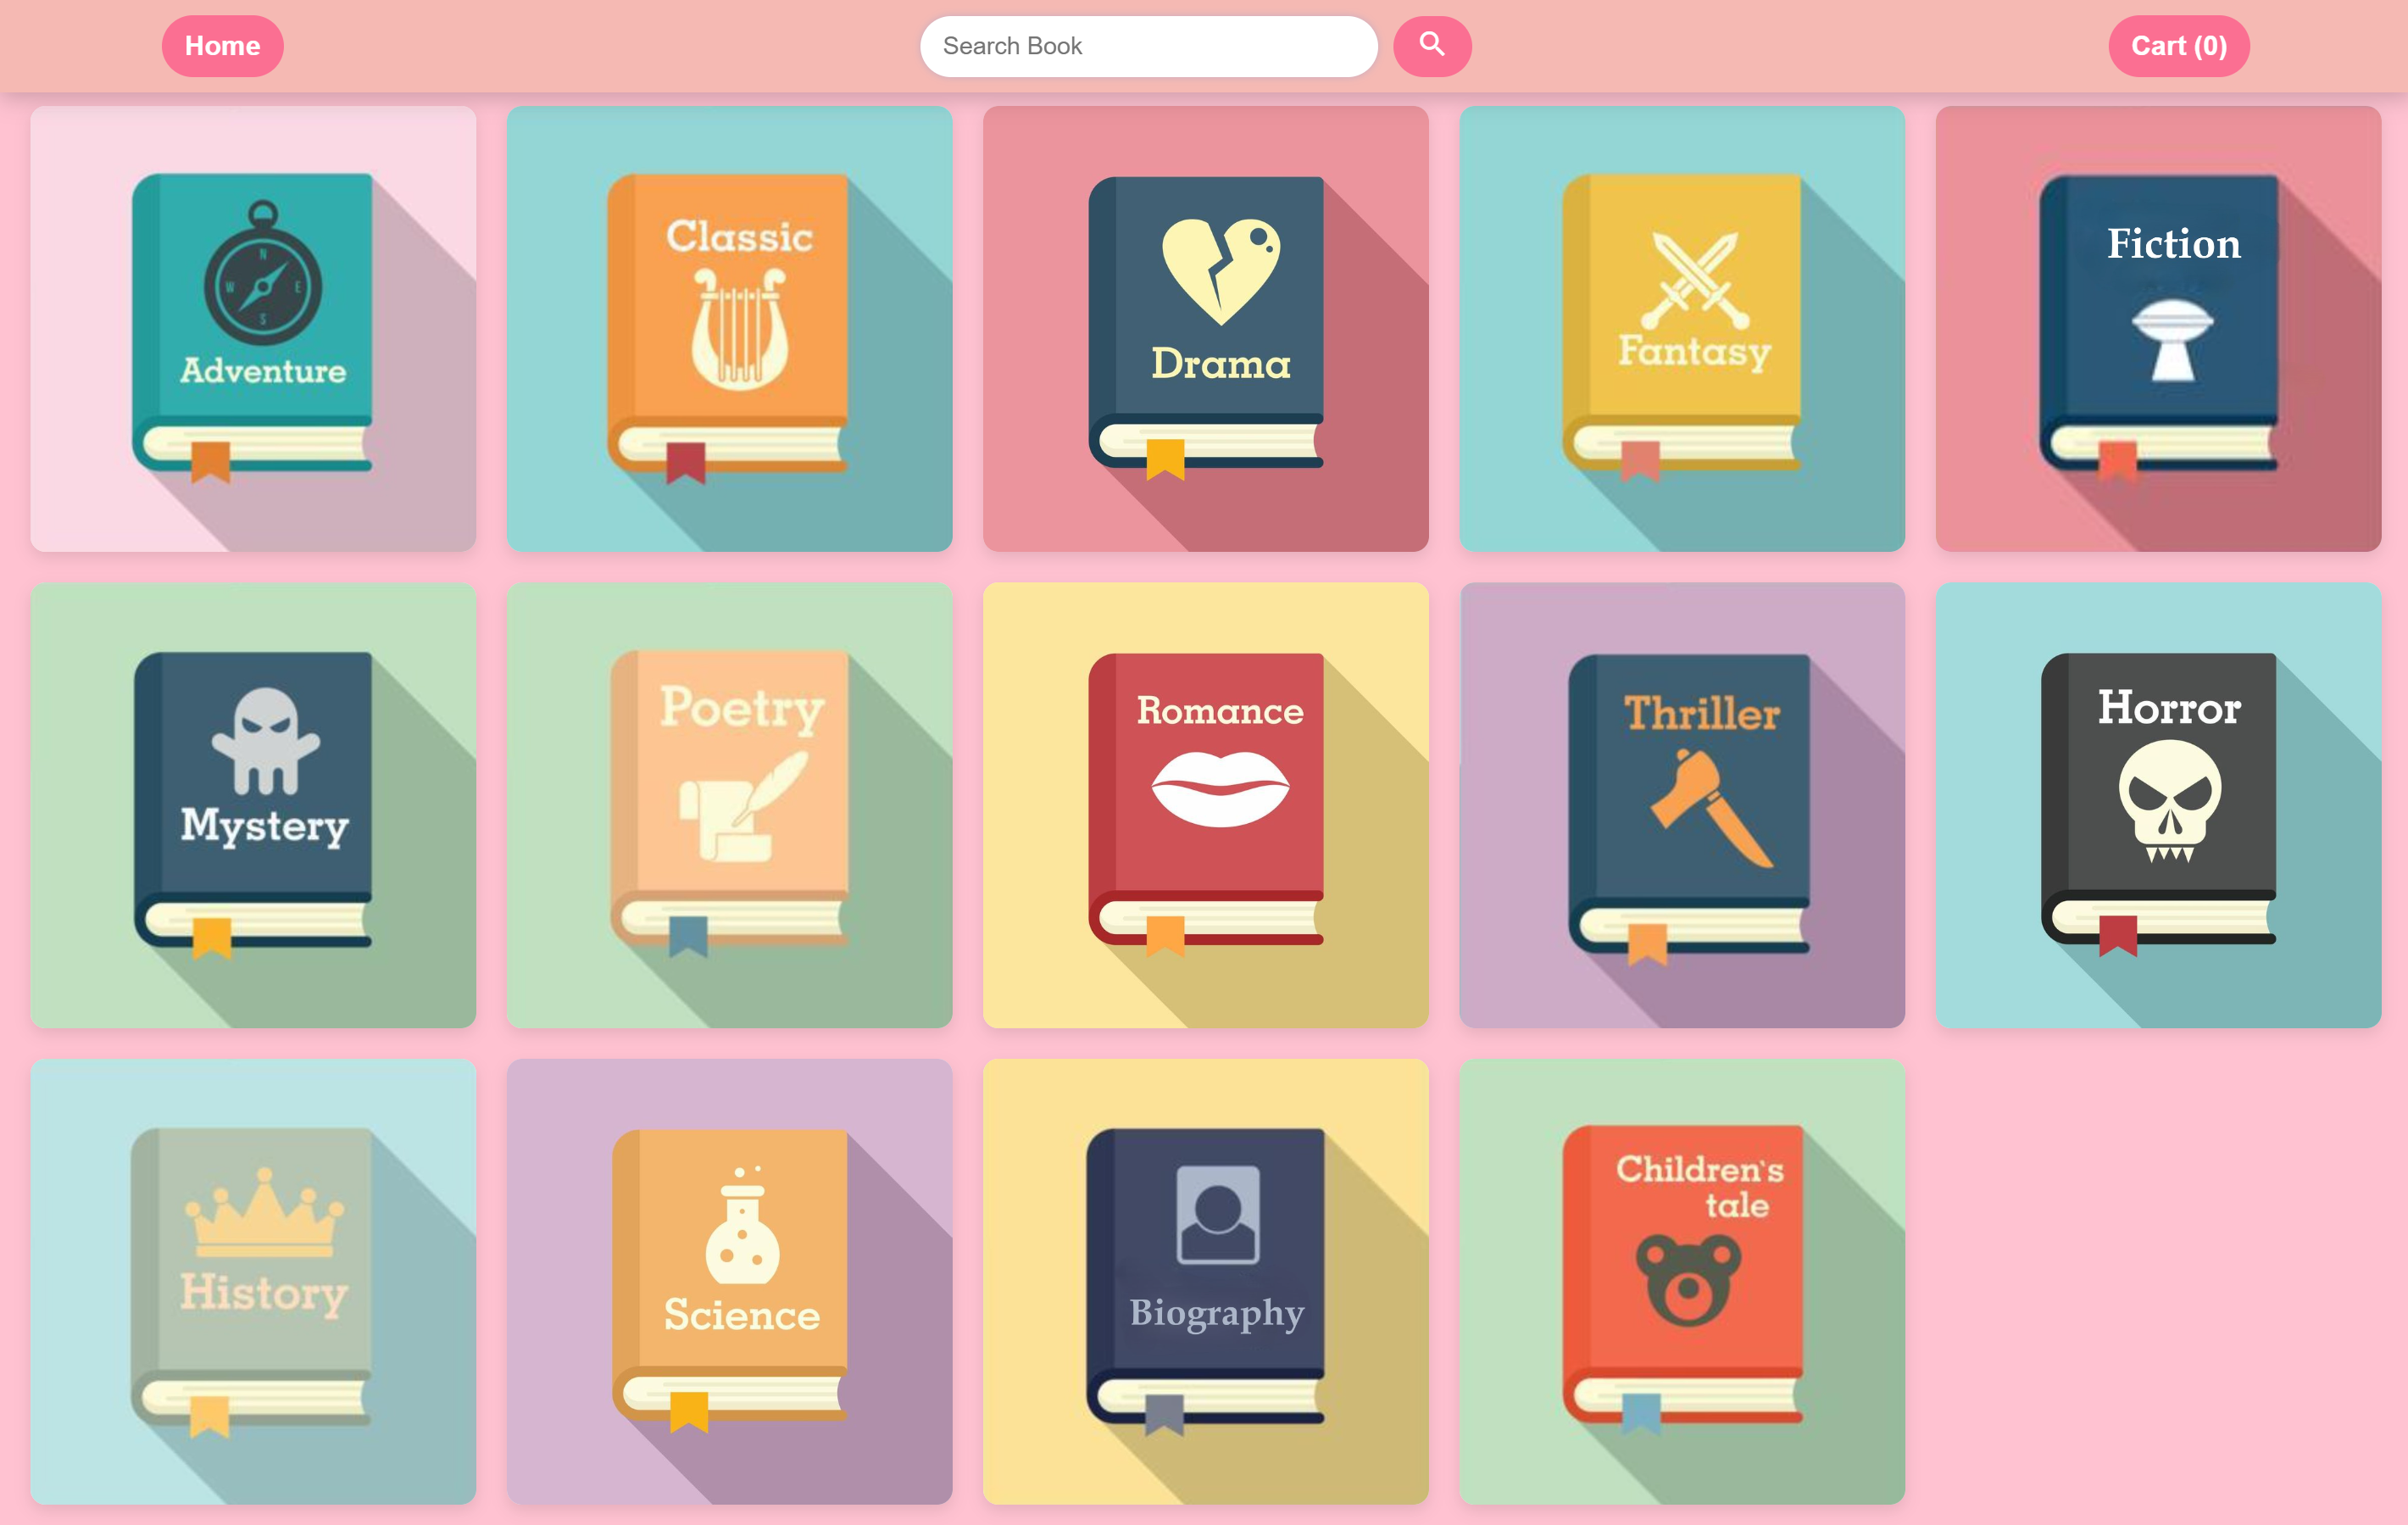 Home
Search Book
Cart (0)
N
W E
S
Adventure
Classic
Drama
Fantasy
Fiction
Mystery
Poetry
Romance
Thriller
Horror
History
Science
Biography
Children`s
tale